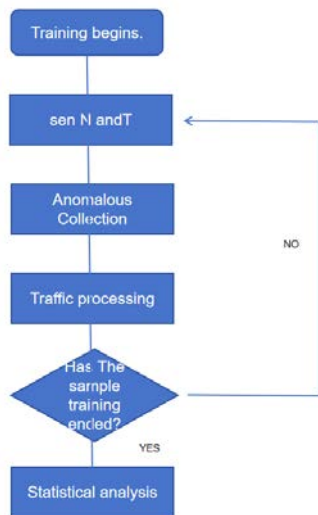 Training begins.
sen N andT
Anomalous
Collection
NO
Traffic processing
Has The
sample
training
ended?
YES
Statistical analysis